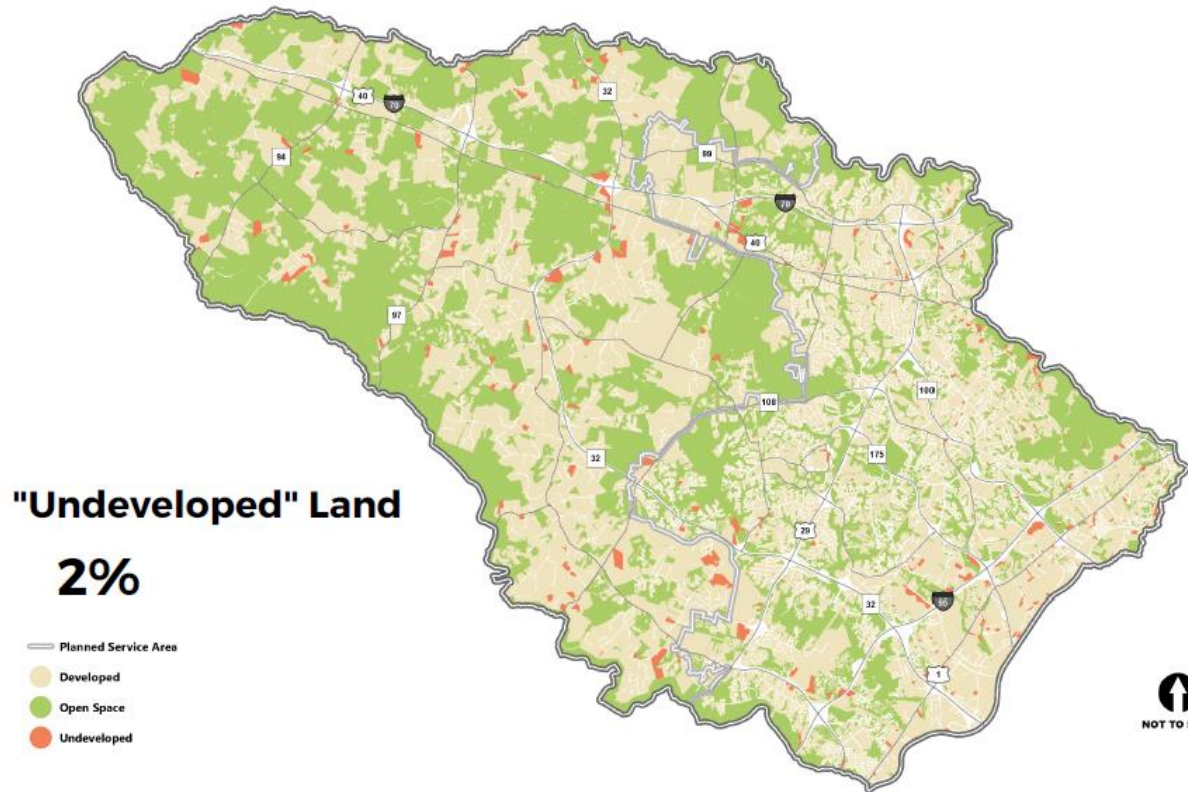 32
40
70
99
94
70
40
97
108
100
32
175
29
32
95
1
"Undeveloped" Land
2%
Planned Service Area
Developed
Open Space
Undeveloped
NOT TO